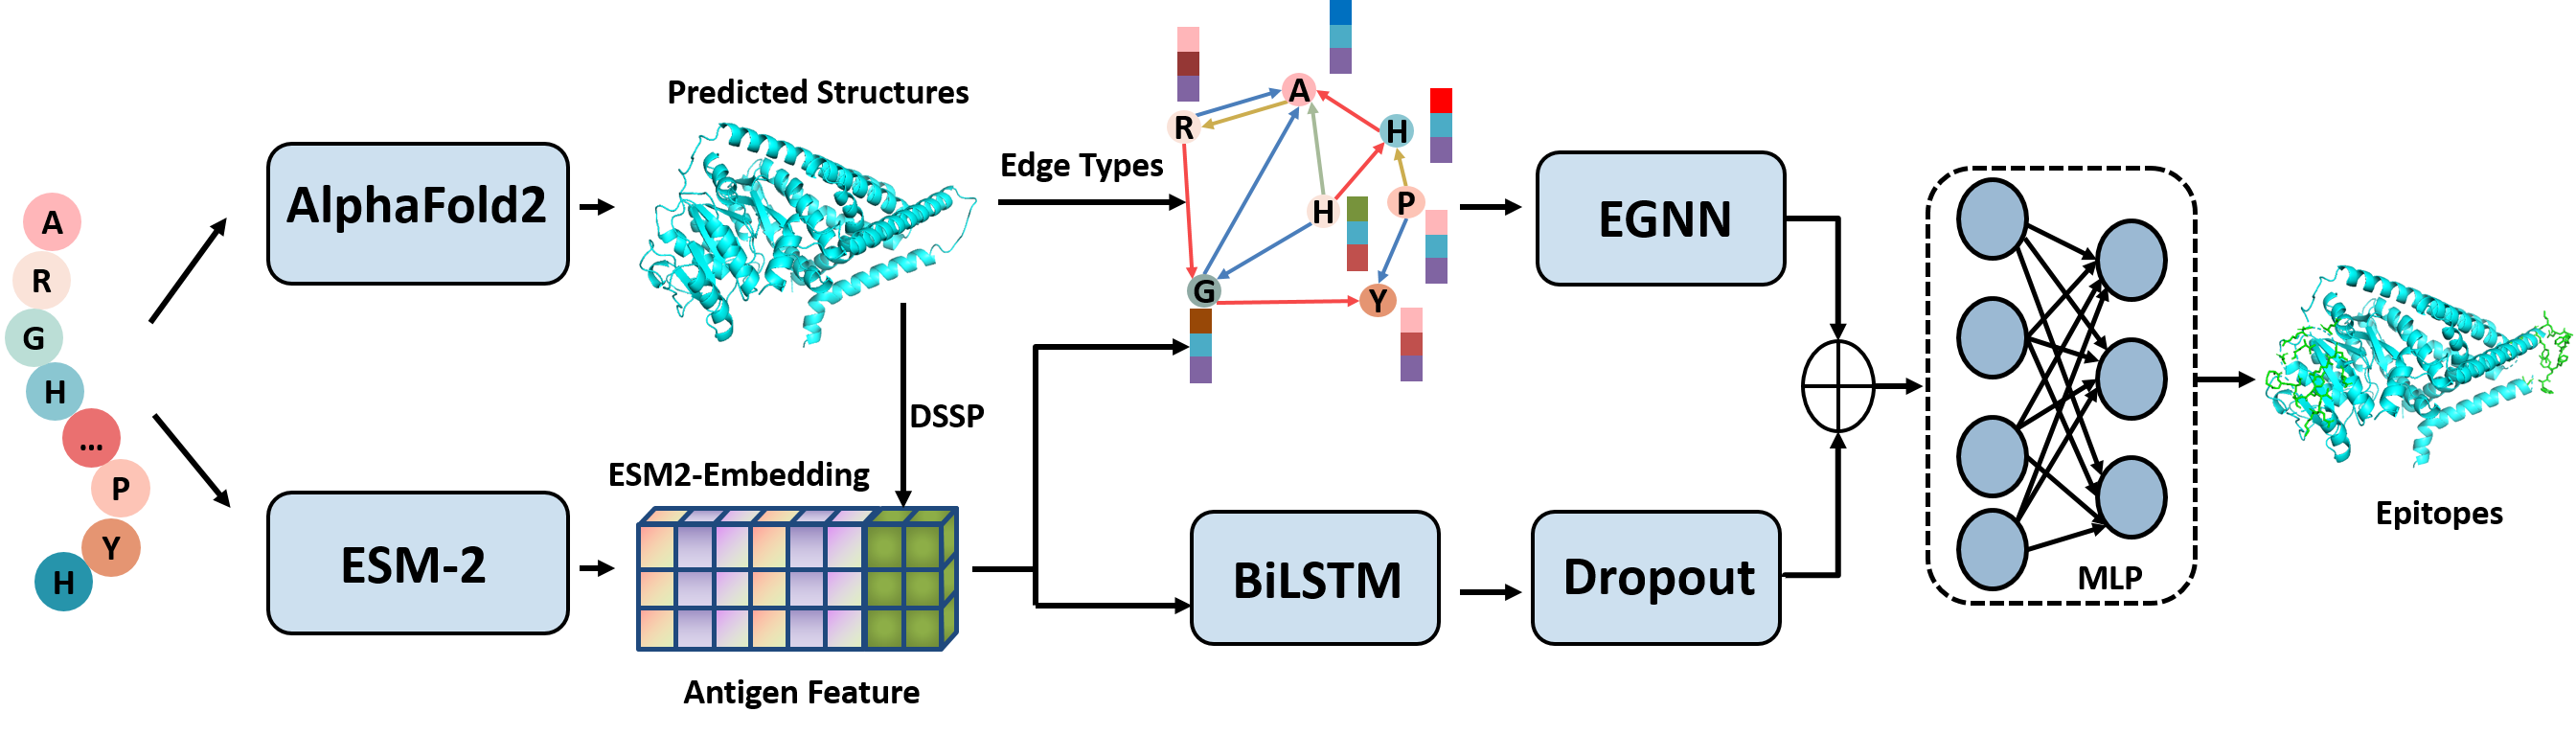 A
R
G
H
...
P
Y
H
AlphaFold2
ESM-2
Predicted Structures
DSSP
ESM2-Embedding
Antigen Feature
Edge Types
A
R
H
H
P
G
Y
EGNN
BiLSTM
Dropout
MLP
Epitopes